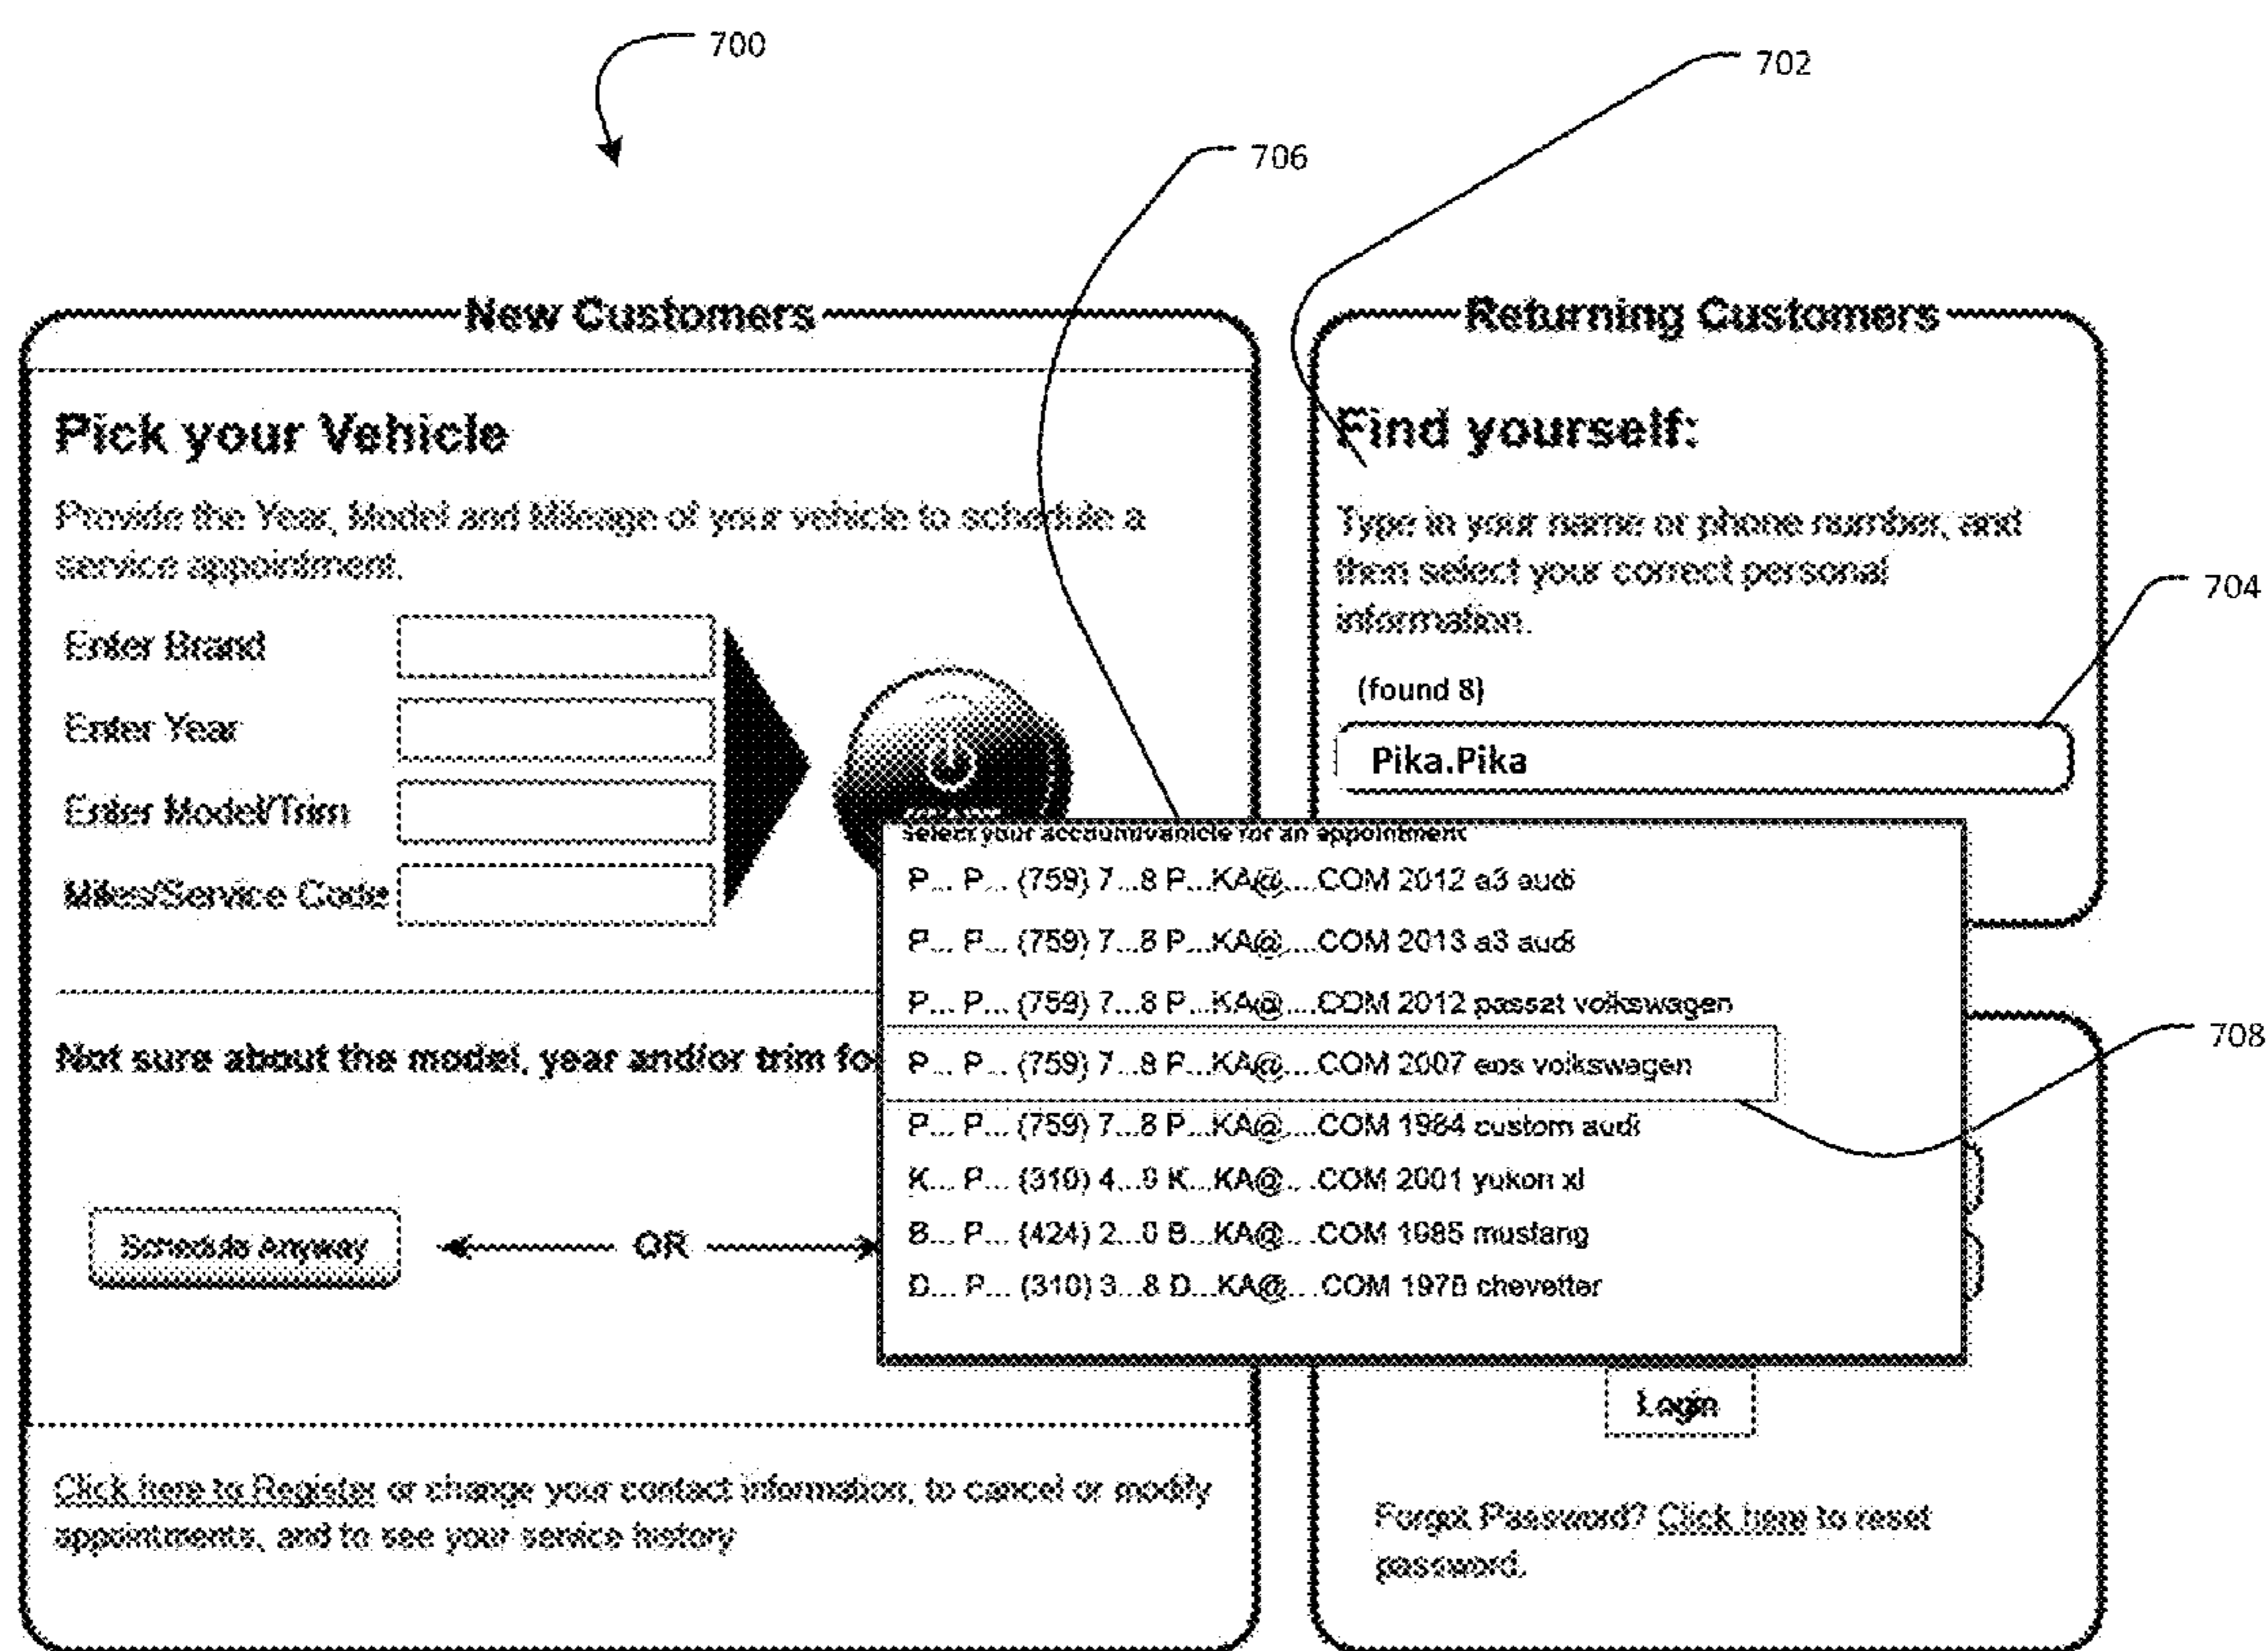 700
702
706
New Customers
Pick your Vehicle
Provide the Year, Model and Mileage of your vehicle to schedule a
service appointment.
Enter Brand
Enter Year
Enter Model/Trim
Miles/Service Code
Not sure about the model, year and/or trim fo
Schedule Anyway
OR
Click here to Register or change your contact information, to cancel or modify
appointments, and to see your service history
Returning Customers
Find yourself:
Type in your name or phone number, and
then select your correct personal
information.
704
(found 8)
Pika.Pika
select your account/vehicle for an appointment
P... P... (759) 7...8 P...KA@....COM 2012 a3 audi
P... P... (759) 7...8 P...KA@....COM 2013 a3 audi
P... P... (759) 7...8 P...KA@....COM 2012 passat volkswagen
P... P... (759) 7...8 P...KA@....COM 2007 eos volkswagen
708
P... P... (759) 7...8 P...KA@....COM 1984 custom audi
K... P... (310) 4...9 K...KA@....COM 2001 yukon xl
B... P... (424) 2...0 B...KA@....COM 1985 mustang
D... P... (310) 3...8 D...KA@....COM 1978 chevetter
Login
Forgot Password? Click here to reset
password.